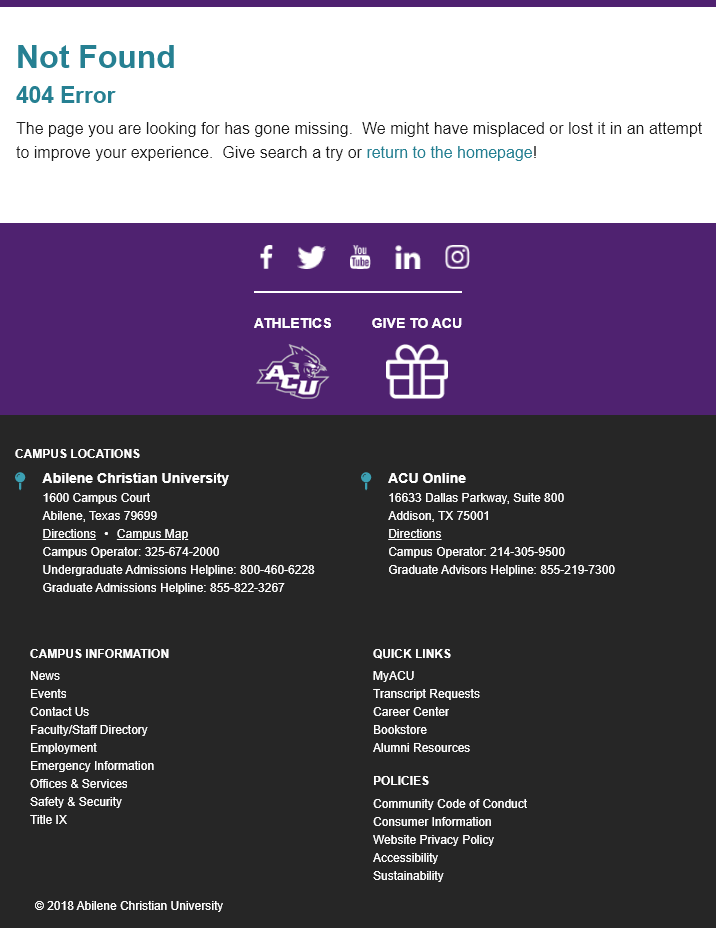 Not Found
404 Error
The page you are looking for has gone missing.  We might have misplaced or lost it in an attempt
to improve your experience.  Give search a try or return to the homepage!
You
Tube
in
ATHLETICS
GIVE TO ACU
ACU
CAMPUS LOCATIONS
Abilene Christian University
1600 Campus Court
Abilene, Texas 79699
Directions • Campus Map
Campus Operator: 325-674-2000
Undergraduate Admissions Helpline: 800-460-6228
Graduate Admissions Helpline: 855-822-3267
ACU Online
16633 Dallas Parkway, Suite 800
Addison, TX 75001
Directions
Campus Operator: 214-305-9500
Graduate Advisors Helpline: 855-219-7300
CAMPUS INFORMATION
News
Events
Contact Us
Faculty/Staff Directory
Employment
Emergency Information
Offices & Services
Safety & Security
Title IX
QUICK LINKS
MyACU
Transcript Requests
Career Center
Bookstore
Alumni Resources
POLICIES
Community Code of Conduct
Consumer Information
Website Privacy Policy
Accessibility
Sustainability
© 2018 Abilene Christian University